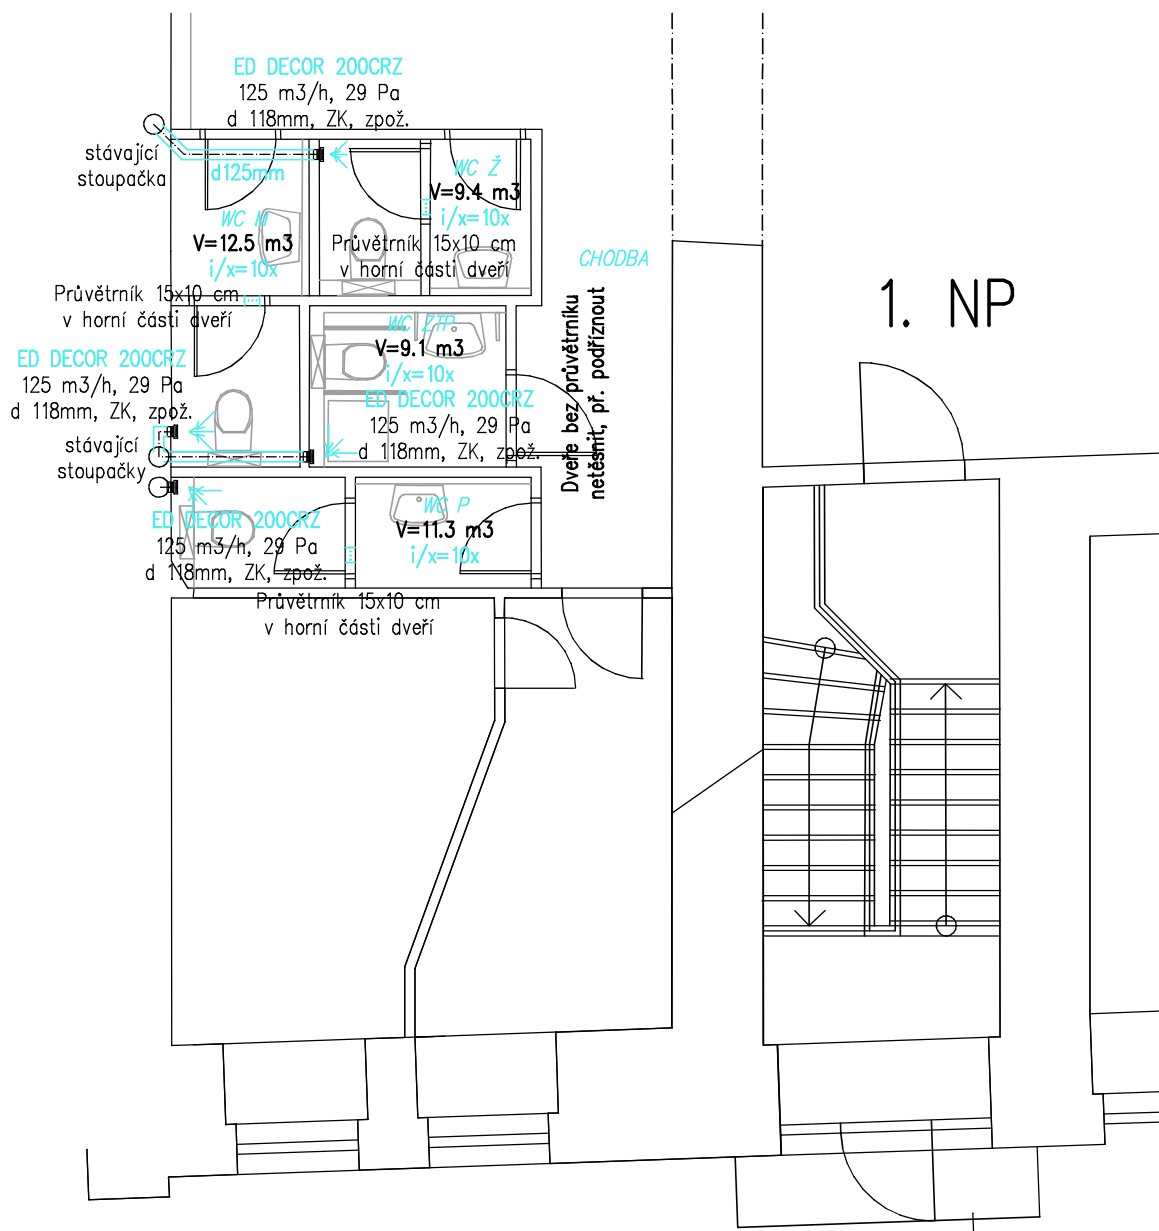 ED DECOR 200CRZ
125 m3/h, 29 Pa
d 118mm, ZK, zpož.
stávající
stoupačka
d125mm
WC Ž
V=9.4 m3
i/x=10x
WC M
V=12.5 m3
i/x=10x
Průvětrník 15x10 cm
v horní části dveří
CHODBA
Průvětrník 15x10 cm
v horní části dveří
1. NP
WC ZTP
V=9.1 m3
i/x=10x
Dveře bez průvětrníku
netěsnit, př. podříznout
ED DECOR 200CRZ
125 m3/h, 29 Pa
d 118mm, ZK, zpož.
ED DECOR 200CRZ
125 m3/h, 29 Pa
d 118mm, ZK, zpož.
stávající
stoupačky
WC P
V=11.3 m3
i/x=10x
ED DECOR 200CRZ
125 m3/h, 29 Pa
d 118mm, ZK, zpož.
Průvětrník 15x10 cm
v horní části dveří